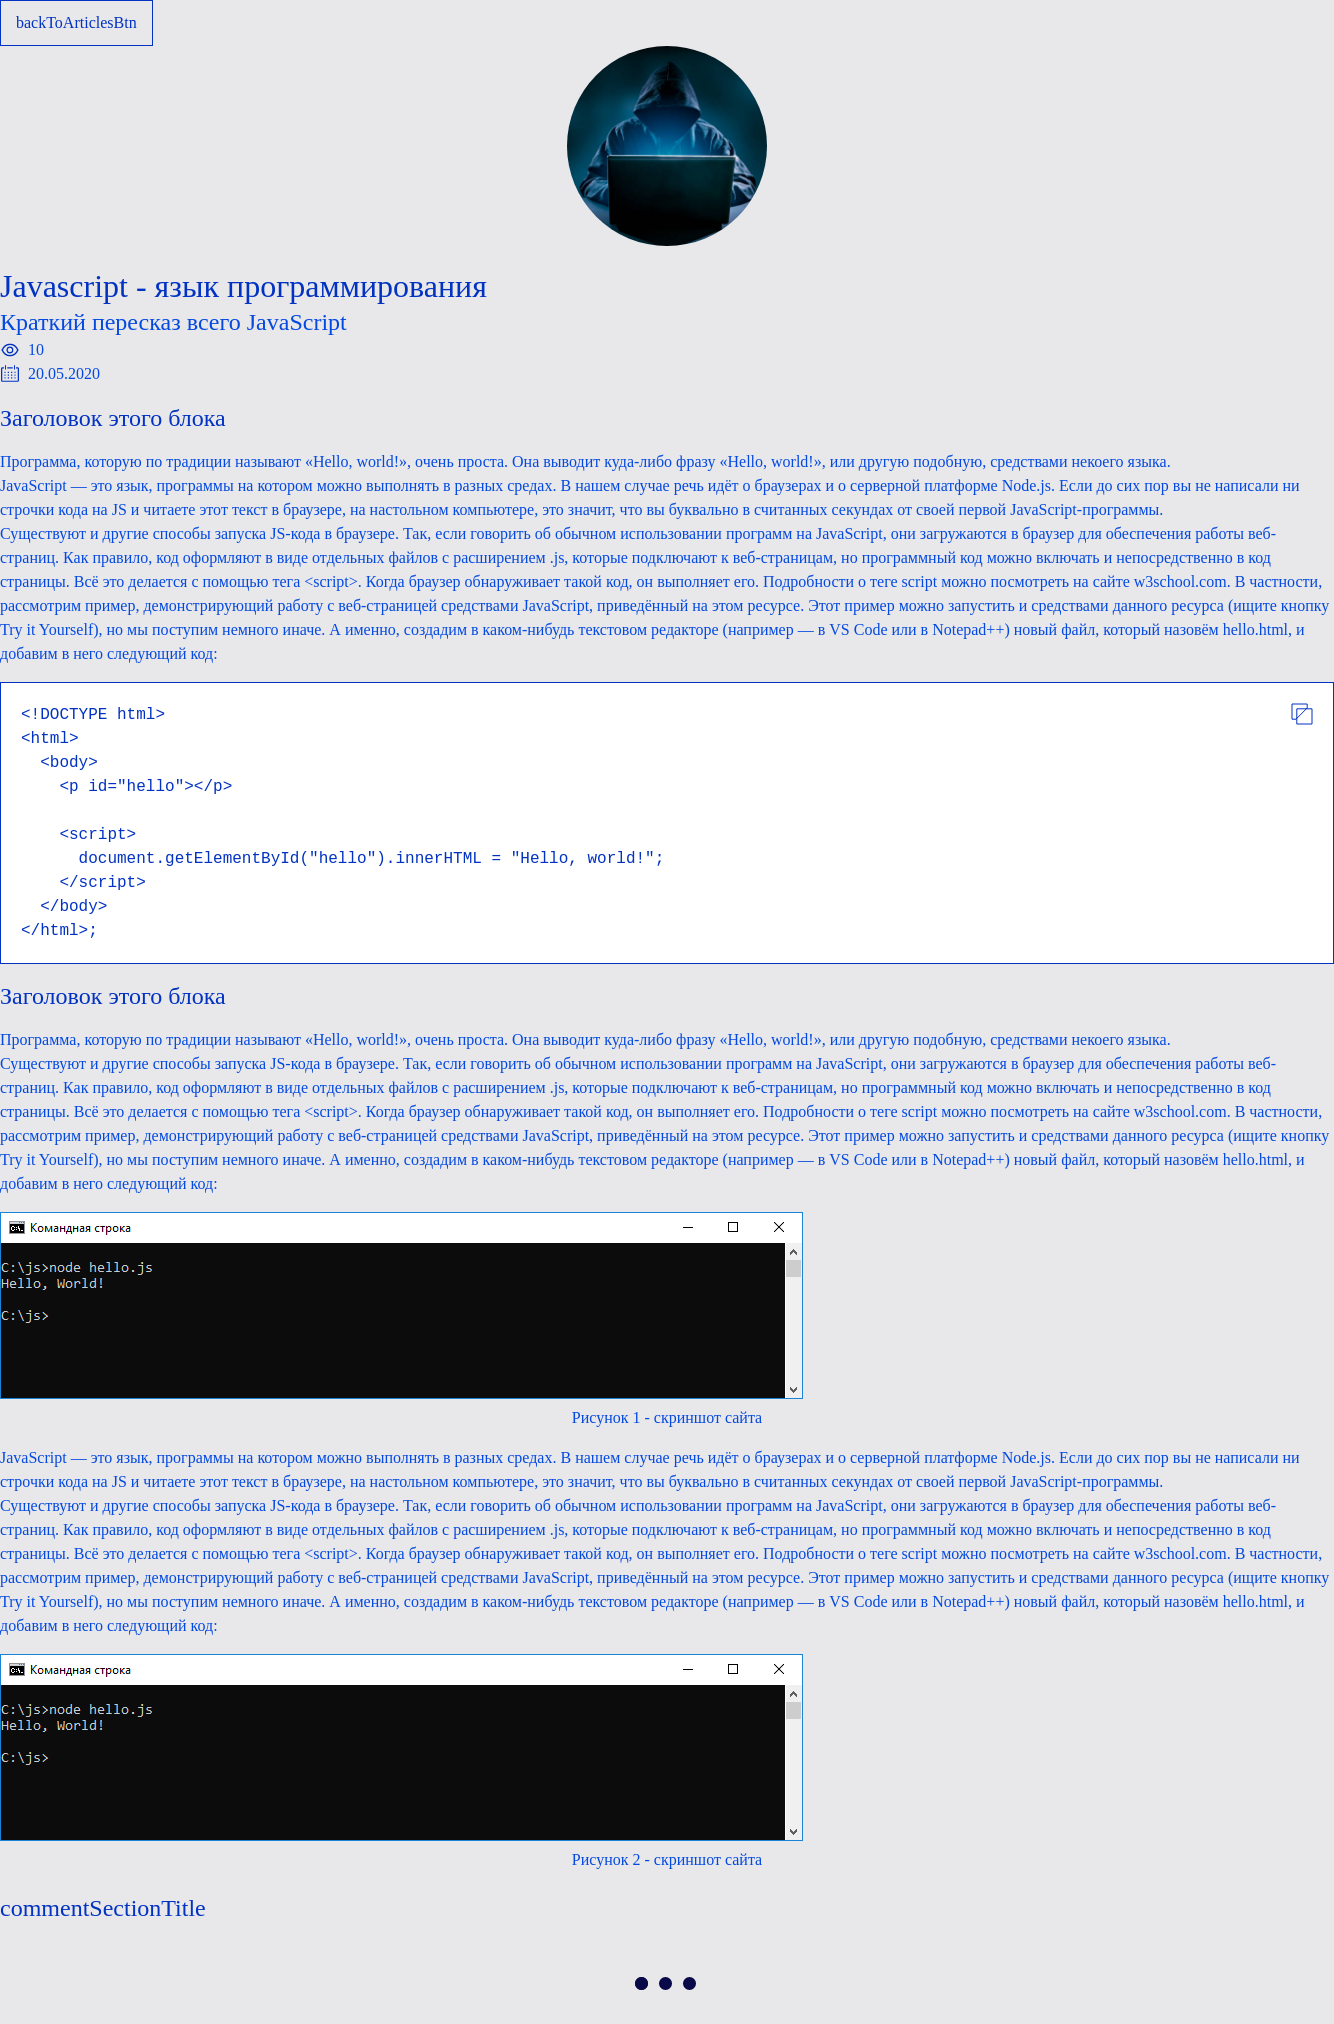 backToArticlesBtn
Javascript - язык программирования
Краткий пересказ всего JavaScript
10
20.05.2020
Заголовок этого блока
Программа, которую по традиции называют «Hello, world!», очень проста. Она выводит куда-либо фразу «Hello, world!», или другую подобную, средствами некоего языка.
JavaScript — это язык, программы на котором можно выполнять в разных средах. В нашем случае речь идёт о браузерах и о серверной платформе Node.js. Если до сих пор вы не написали ни
строчки кода на JS и читаете этот текст в браузере, на настольном компьютере, это значит, что вы буквально в считанных секундах от своей первой JavaScript-программы.
Существуют и другие способы запуска JS-кода в браузере. Так, если говорить об обычном использовании программ на JavaScript, они загружаются в браузер для обеспечения работы веб-
страниц. Как правило, код оформляют в виде отдельных файлов с расширением .js, которые подключают к веб-страницам, но программный код можно включать и непосредственно в код
страницы. Всё это делается с помощью тега <script>. Когда браузер обнаруживает такой код, он выполняет его. Подробности о теге script можно посмотреть на сайте w3school.com. В частности,
рассмотрим пример, демонстрирующий работу с веб-страницей средствами JavaScript, приведённый на этом ресурсе. Этот пример можно запустить и средствами данного ресурса (ищите кнопку
Try it Yourself), но мы поступим немного иначе. А именно, создадим в каком-нибудь текстовом редакторе (например — в VS Code или в Notepad++) новый файл, который назовём hello.html, и
добавим в него следующий код:
<!DOCTYPE html>
<html>
  <body>
    <p id="hello"></p>
    <script>
      document.getElementById("hello").innerHTML = "Hello, world!";
    </script>
  </body>
</html>;
Заголовок этого блока
Программа, которую по традиции называют «Hello, world!», очень проста. Она выводит куда-либо фразу «Hello, world!», или другую подобную, средствами некоего языка.
Существуют и другие способы запуска JS-кода в браузере. Так, если говорить об обычном использовании программ на JavaScript, они загружаются в браузер для обеспечения работы веб-
страниц. Как правило, код оформляют в виде отдельных файлов с расширением .js, которые подключают к веб-страницам, но программный код можно включать и непосредственно в код
страницы. Всё это делается с помощью тега <script>. Когда браузер обнаруживает такой код, он выполняет его. Подробности о теге script можно посмотреть на сайте w3school.com. В частности,
рассмотрим пример, демонстрирующий работу с веб-страницей средствами JavaScript, приведённый на этом ресурсе. Этот пример можно запустить и средствами данного ресурса (ищите кнопку
Try it Yourself), но мы поступим немного иначе. А именно, создадим в каком-нибудь текстовом редакторе (например — в VS Code или в Notepad++) новый файл, который назовём hello.html, и
добавим в него следующий код:
Командная строка
C:\js>node hello.js
Hello, World!
C:\js>
Рисунок 1 - скриншот сайта
JavaScript — это язык, программы на котором можно выполнять в разных средах. В нашем случае речь идёт о браузерах и о серверной платформе Node.js. Если до сих пор вы не написали ни
строчки кода на JS и читаете этот текст в браузере, на настольном компьютере, это значит, что вы буквально в считанных секундах от своей первой JavaScript-программы.
Существуют и другие способы запуска JS-кода в браузере. Так, если говорить об обычном использовании программ на JavaScript, они загружаются в браузер для обеспечения работы веб-
страниц. Как правило, код оформляют в виде отдельных файлов с расширением .js, которые подключают к веб-страницам, но программный код можно включать и непосредственно в код
страницы. Всё это делается с помощью тега <script>. Когда браузер обнаруживает такой код, он выполняет его. Подробности о теге script можно посмотреть на сайте w3school.com. В частности,
рассмотрим пример, демонстрирующий работу с веб-страницей средствами JavaScript, приведённый на этом ресурсе. Этот пример можно запустить и средствами данного ресурса (ищите кнопку
Try it Yourself), но мы поступим немного иначе. А именно, создадим в каком-нибудь текстовом редакторе (например — в VS Code или в Notepad++) новый файл, который назовём hello.html, и
добавим в него следующий код:
Командная строка
C:\js>node hello.js
Hello, World!
C:\js>
Рисунок 2 - скриншот сайта
commentSectionTitle